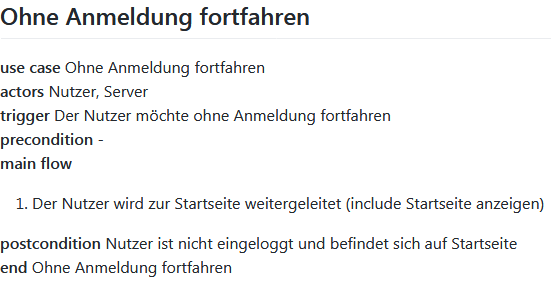 Ohne Anmeldung fortfahren
use case Ohne Anmeldung fortfahren
actors Nutzer, Server
trigger Der Nutzer möchte ohne Anmeldung fortfahren
precondition -
main flow
1. Der Nutzer wird zur Startseite weitergeleitet (include Startseite anzeigen)
postcondition Nutzer ist nicht eingeloggt und befindet sich auf Startseite
end Ohne Anmeldung fortfahren